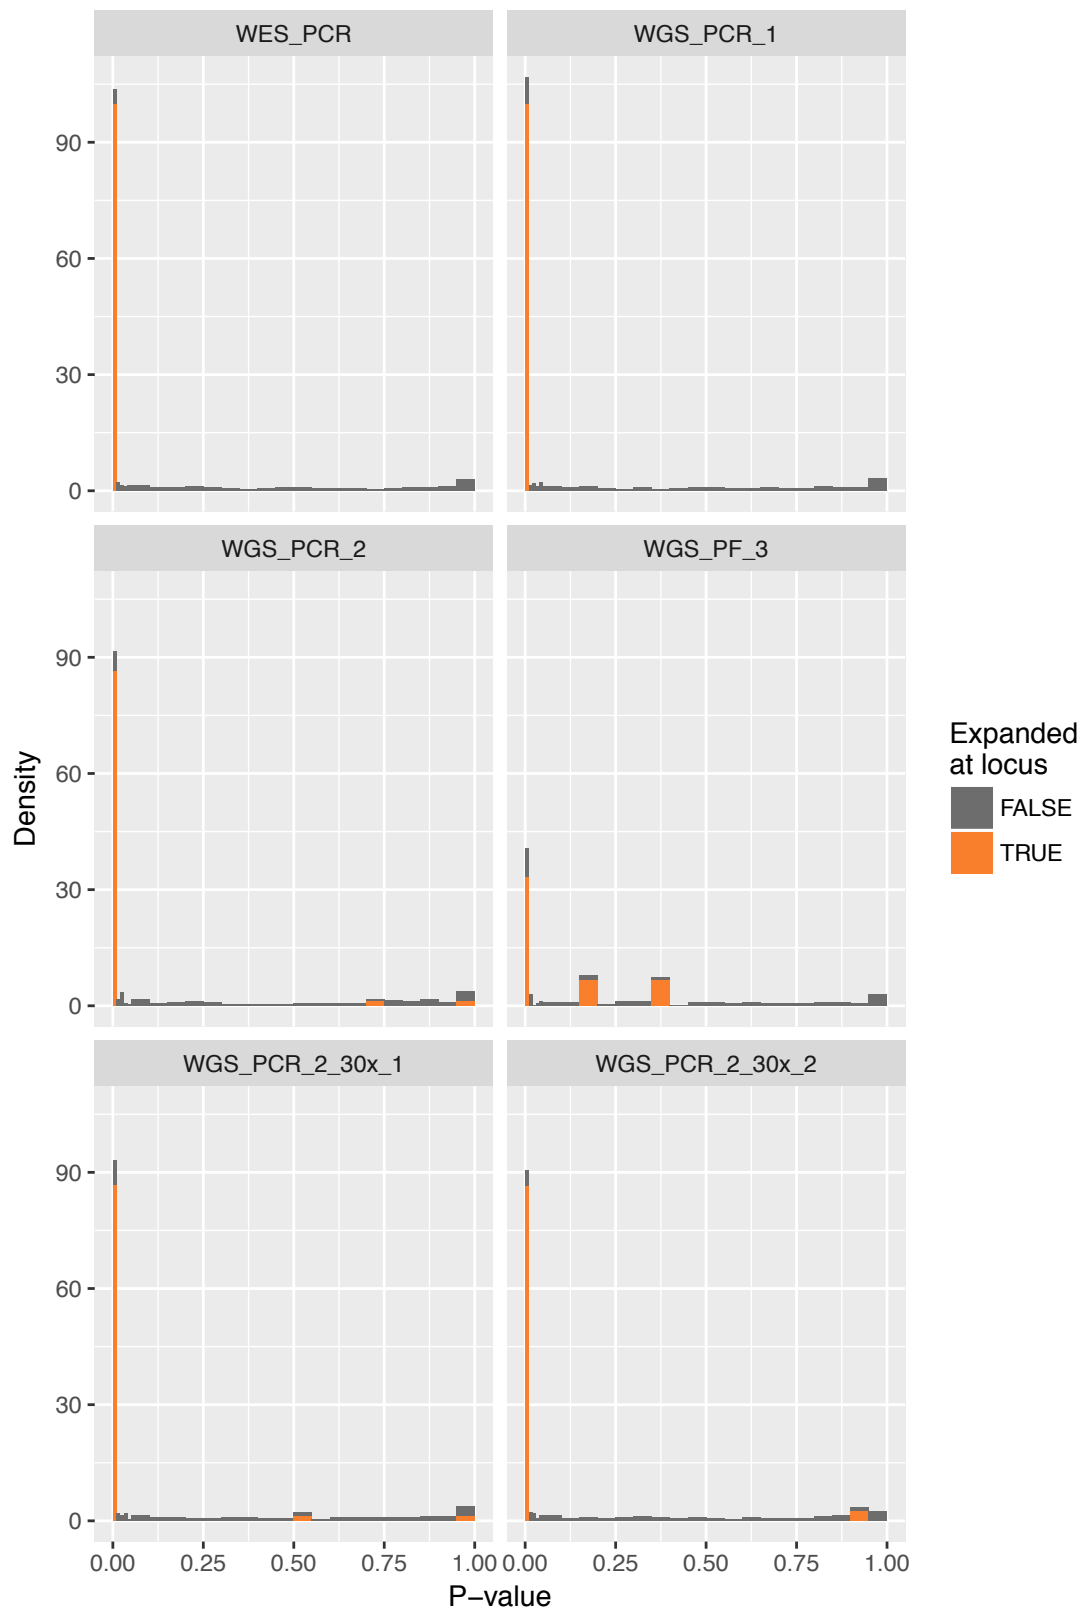 WES_PCR
WGS_PCR_1
90
60
30
0
WGS_PCR_2
WGS_PF_3
90
60
30
0
WGS_PCR_2_30x_1
WGS_PCR_2_30x_2
90
60
30
0
0.00 0.25 0.50 0.75 1.00 0.00 0.25 0.50 0.75 1.00
P−value
Density
Expanded
at locus
FALSE
TRUE